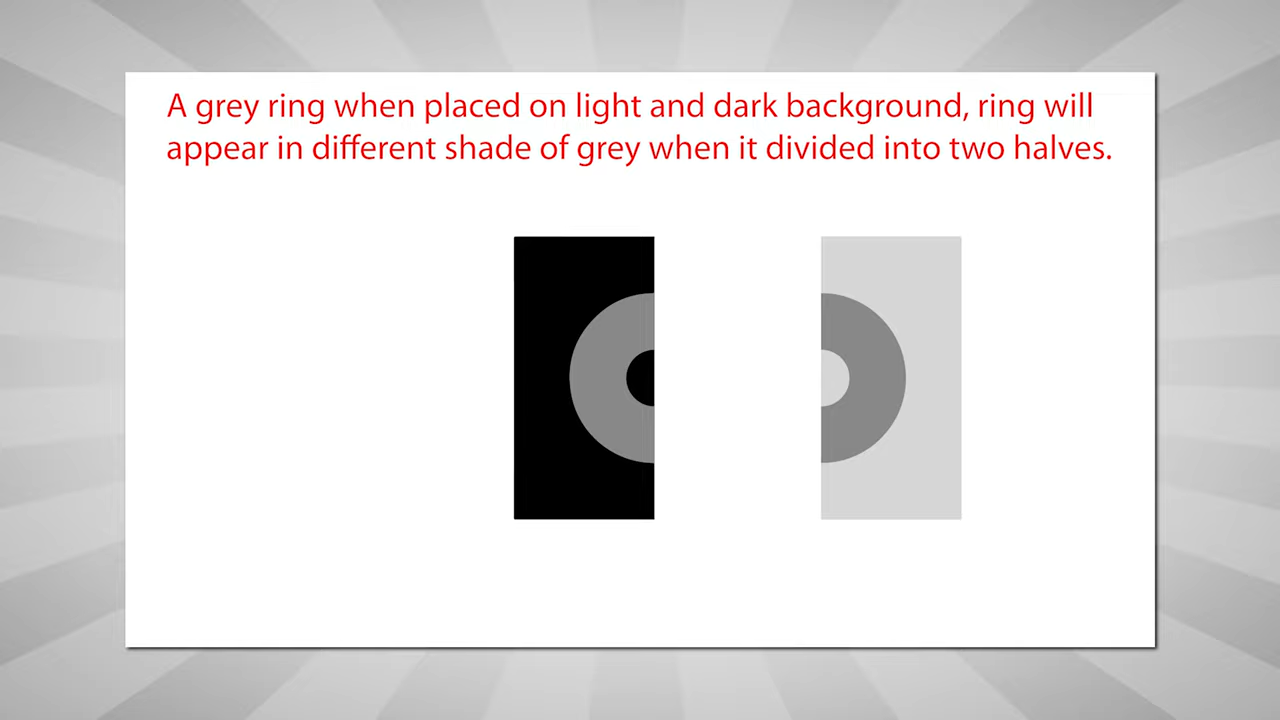 A grey ring when placed on light and dark background, ring will
appear in different shade of grey when it divided into two halves.